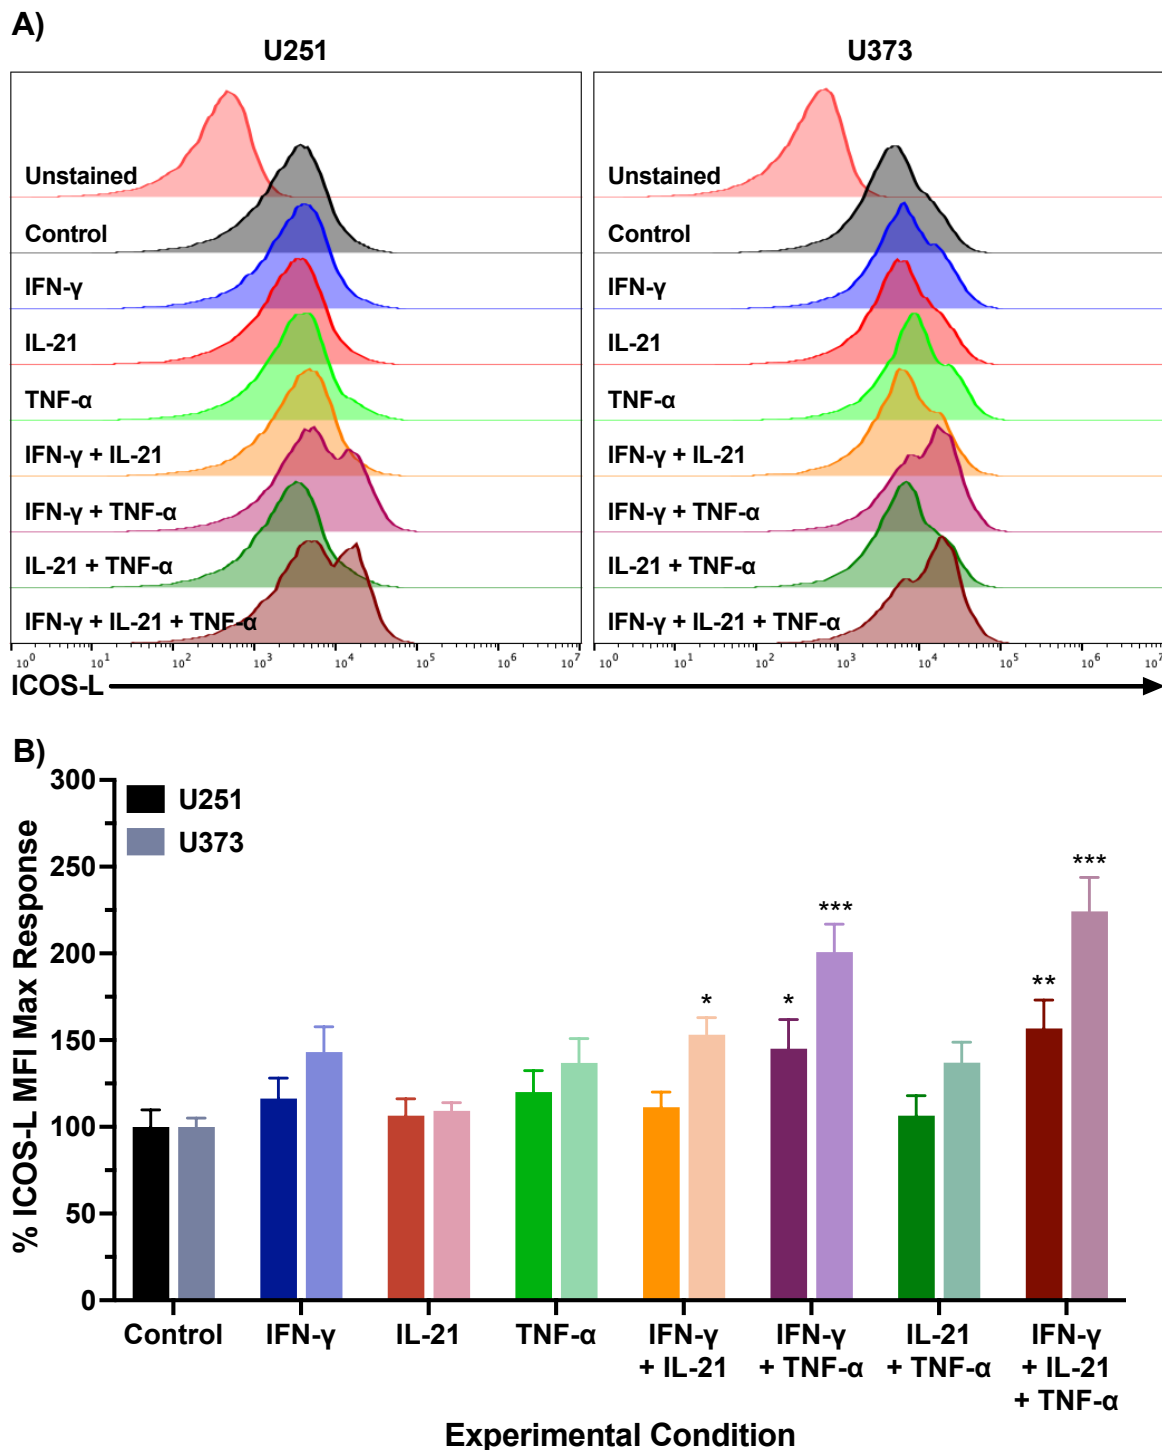 A)
U251
U373
Unstained
Control
IFN-γ
IL-21
TNF-α
IFN-γ + IL-21
IFN-γ + TNF-α
IL-21 + TNF-α
IFN-γ + IL-21 + TNF-α
10^0 10^1 10^2 10^3 10^4 10^5 10^6 10^7
Unstained
Control
IFN-γ
IL-21
TNF-α
IFN-γ + IL-21
IFN-γ + TNF-α
IL-21 + TNF-α
IFN-γ + IL-21 + TNF-α
10^0 10^1 10^2 10^3 10^4 10^5 10^6 10^7
ICOS-L
B)
% ICOS-L MFI Max Response
300
250
200
150
100
50
0
U251
U373
*
*
***
**
***
Control
IFN-γ
IL-21
TNF-α
IFN-γ
+ IL-21
IFN-γ
+ TNF-α
IL-21
+ TNF-α
IFN-γ
+ IL-21
+ TNF-α
Experimental Condition